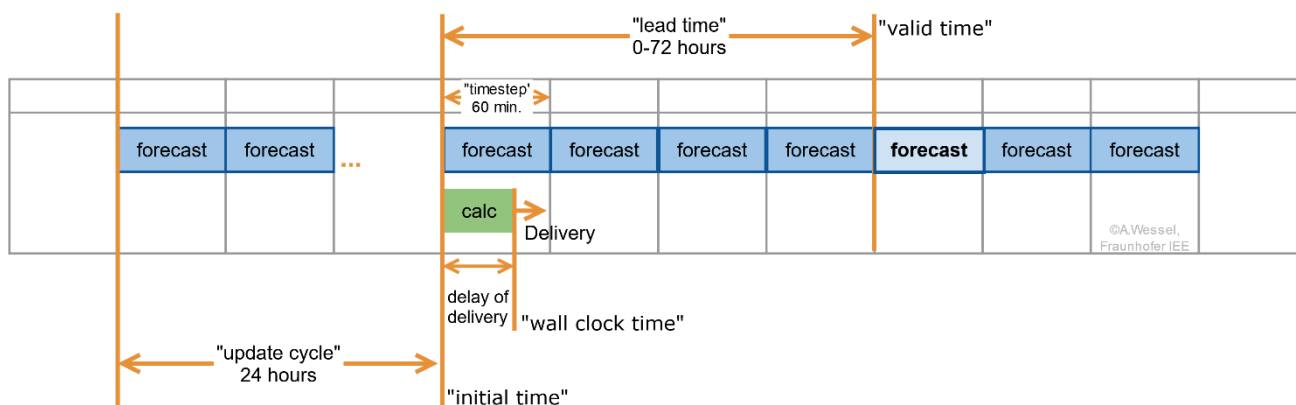 "lead time"
0-72 hours
"valid time"
"timestep'
60 min.
forecast forecast ... forecast forecast forecast forecast forecast forecast forecast
calc
Delivery
©A.Wessel,
Fraunhofer IEE
delay of
delivery
"wall clock time"
"update cycle"
24 hours
"initial time"